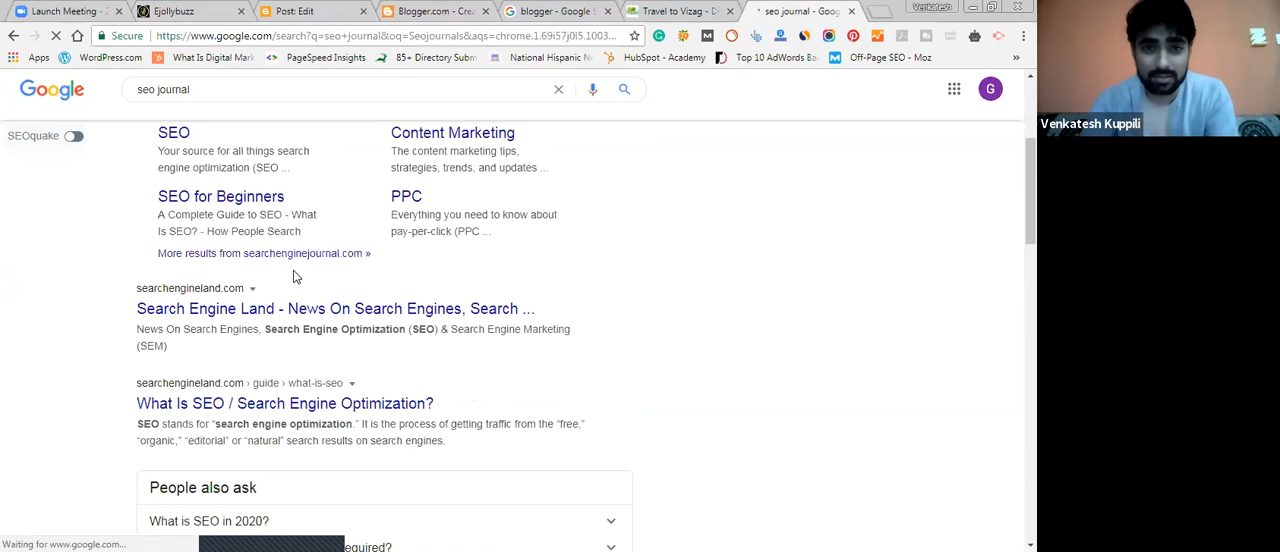 Launch Meeting - Z
Ejollybuzz
Post: Edit
Blogger.com - Crea
blogger - Google S
Travel to Vizag - Di
seo journal - Goog
Venkatesh
Secure https://www.google.com/search?q=seo+journal&oq=Seojournals&aqs=chrome.1.69i57j0l5.1003...
Apps WordPress.com What Is Digital Mark PageSpeed Insights 85+ Directory Subm National Hispanic Ne HubSpot - Academy Top 10 AdWords Ba Off-Page SEO - Moz »
Google seo journal G
SEOquake
SEO
Your source for all things search
engine optimization (SEO ...
Content Marketing
The content marketing tips,
strategies, trends, and updates ...
SEO for Beginners
A Complete Guide to SEO - What
Is SEO? - How People Search
PPC
Everything you need to know about
pay-per-click (PPC ...
More results from searchenginejournal.com »
searchengineland.com
Search Engine Land - News On Search Engines, Search ...
News On Search Engines, Search Engine Optimization (SEO) & Search Engine Marketing
(SEM)
searchengineland.com › guide › what-is-seo
What Is SEO / Search Engine Optimization?
SEO stands for “search engine optimization.” It is the process of getting traffic from the “free,”
“organic,” “editorial” or “natural” search results on search engines.
People also ask
What is SEO in 2020?
equired?
Waiting for www.google.com...
Venkatesh Kuppili